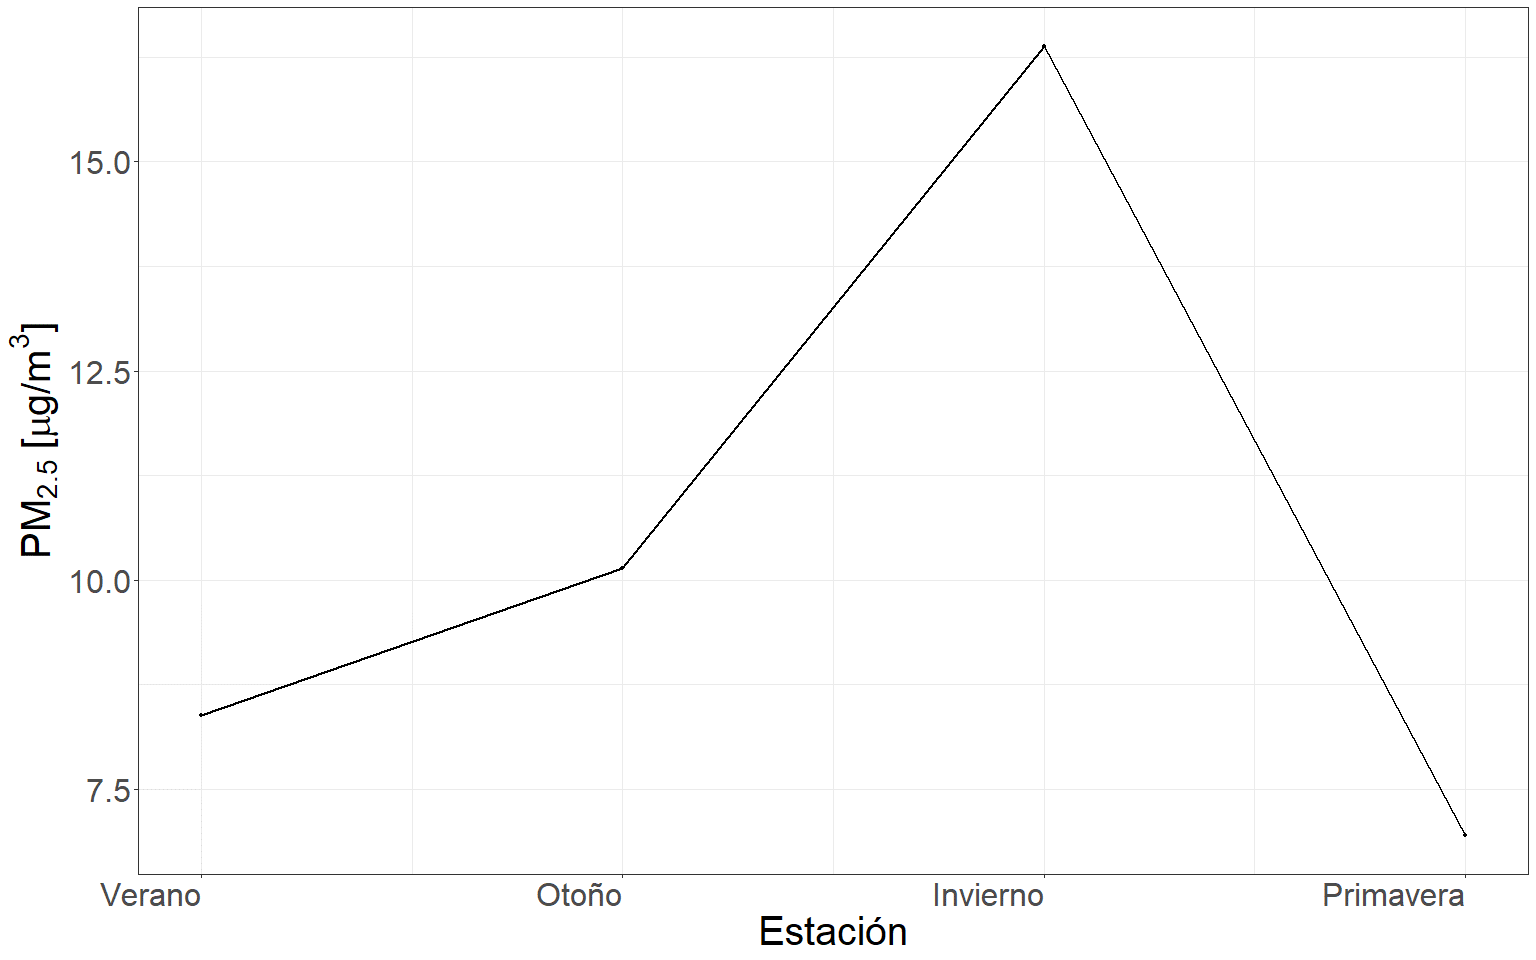 PM2.5 [μg/m3]
15.0
12.5
10.0
7.5
Verano Otoño Invierno Primavera
Estación